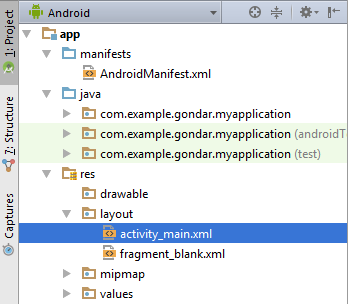 Android
1: Project
7: Structure
Captures
app
manifests
AndroidManifest.xml
java
com.example.gondar.myapplication
com.example.gondar.myapplication (androidT
com.example.gondar.myapplication (test)
res
drawable
layout
activity_main.xml
fragment_blank.xml
mipmap
values